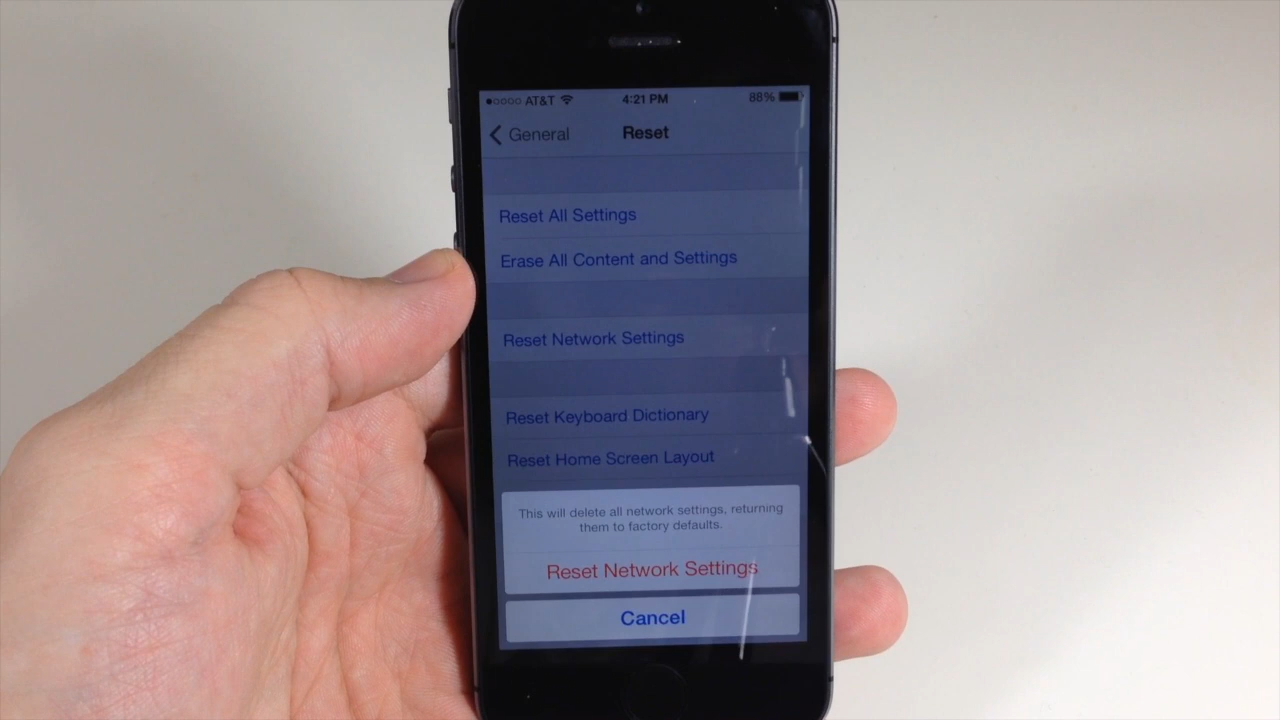 AT&T 4:21 PM 88%
General Reset
Reset All Settings
Erase All Content and Settings
Reset Network Settings
Reset Keyboard Dictionary
Reset Home Screen Layout
This will delete all network settings, returning
them to factory defaults.
Reset Network Settings
Cancel